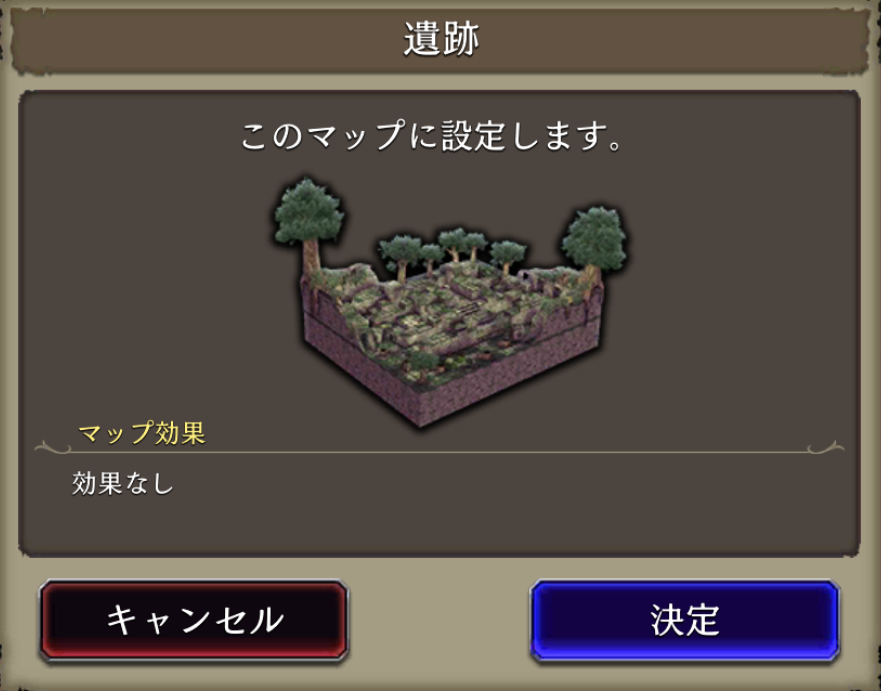 遺跡
このマップに設定します。
マップ効果
効果なし
キャンセル
決定